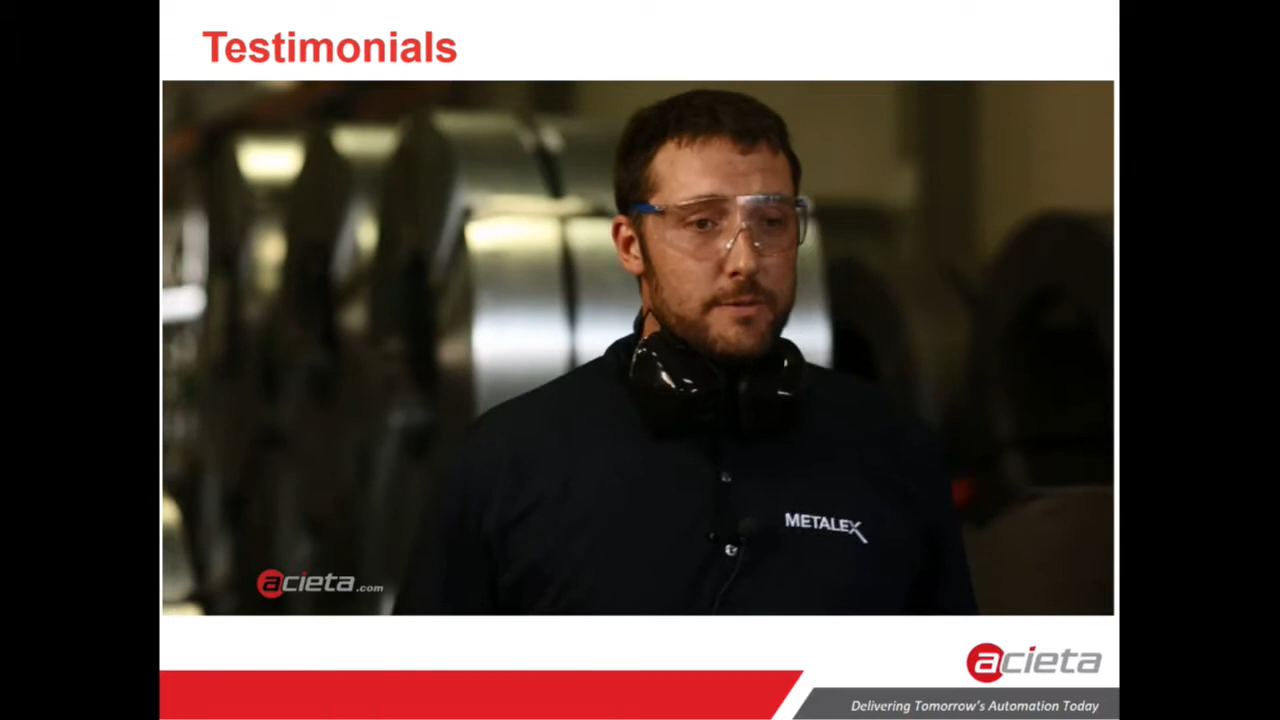 Testimonials
METALEX
acieta.com
acieta
Delivering Tomorrow's Automation Today